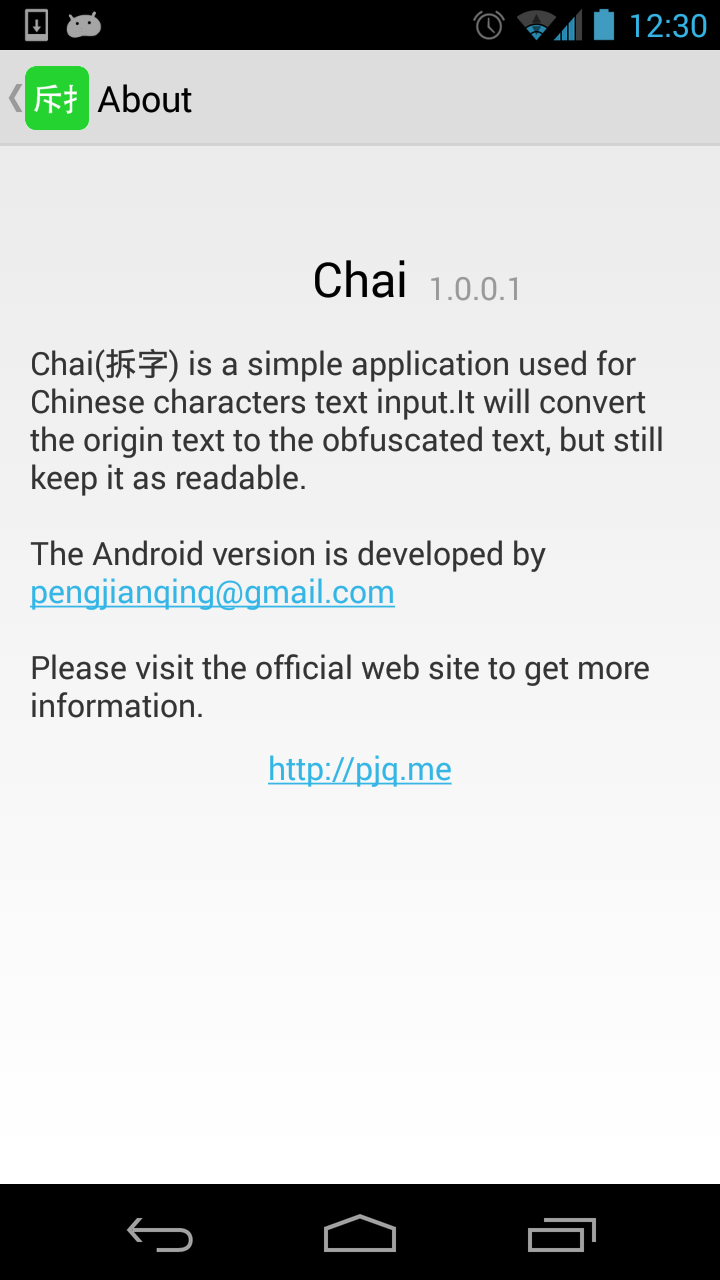 12:30
斥扌 About
Chai 1.0.0.1
Chai(拆字) is a simple application used for
Chinese characters text input.It will convert
the origin text to the obfuscated text, but still
keep it as readable.
The Android version is developed by
pengjianqing@gmail.com
Please visit the official web site to get more
information.
http://pjq.me